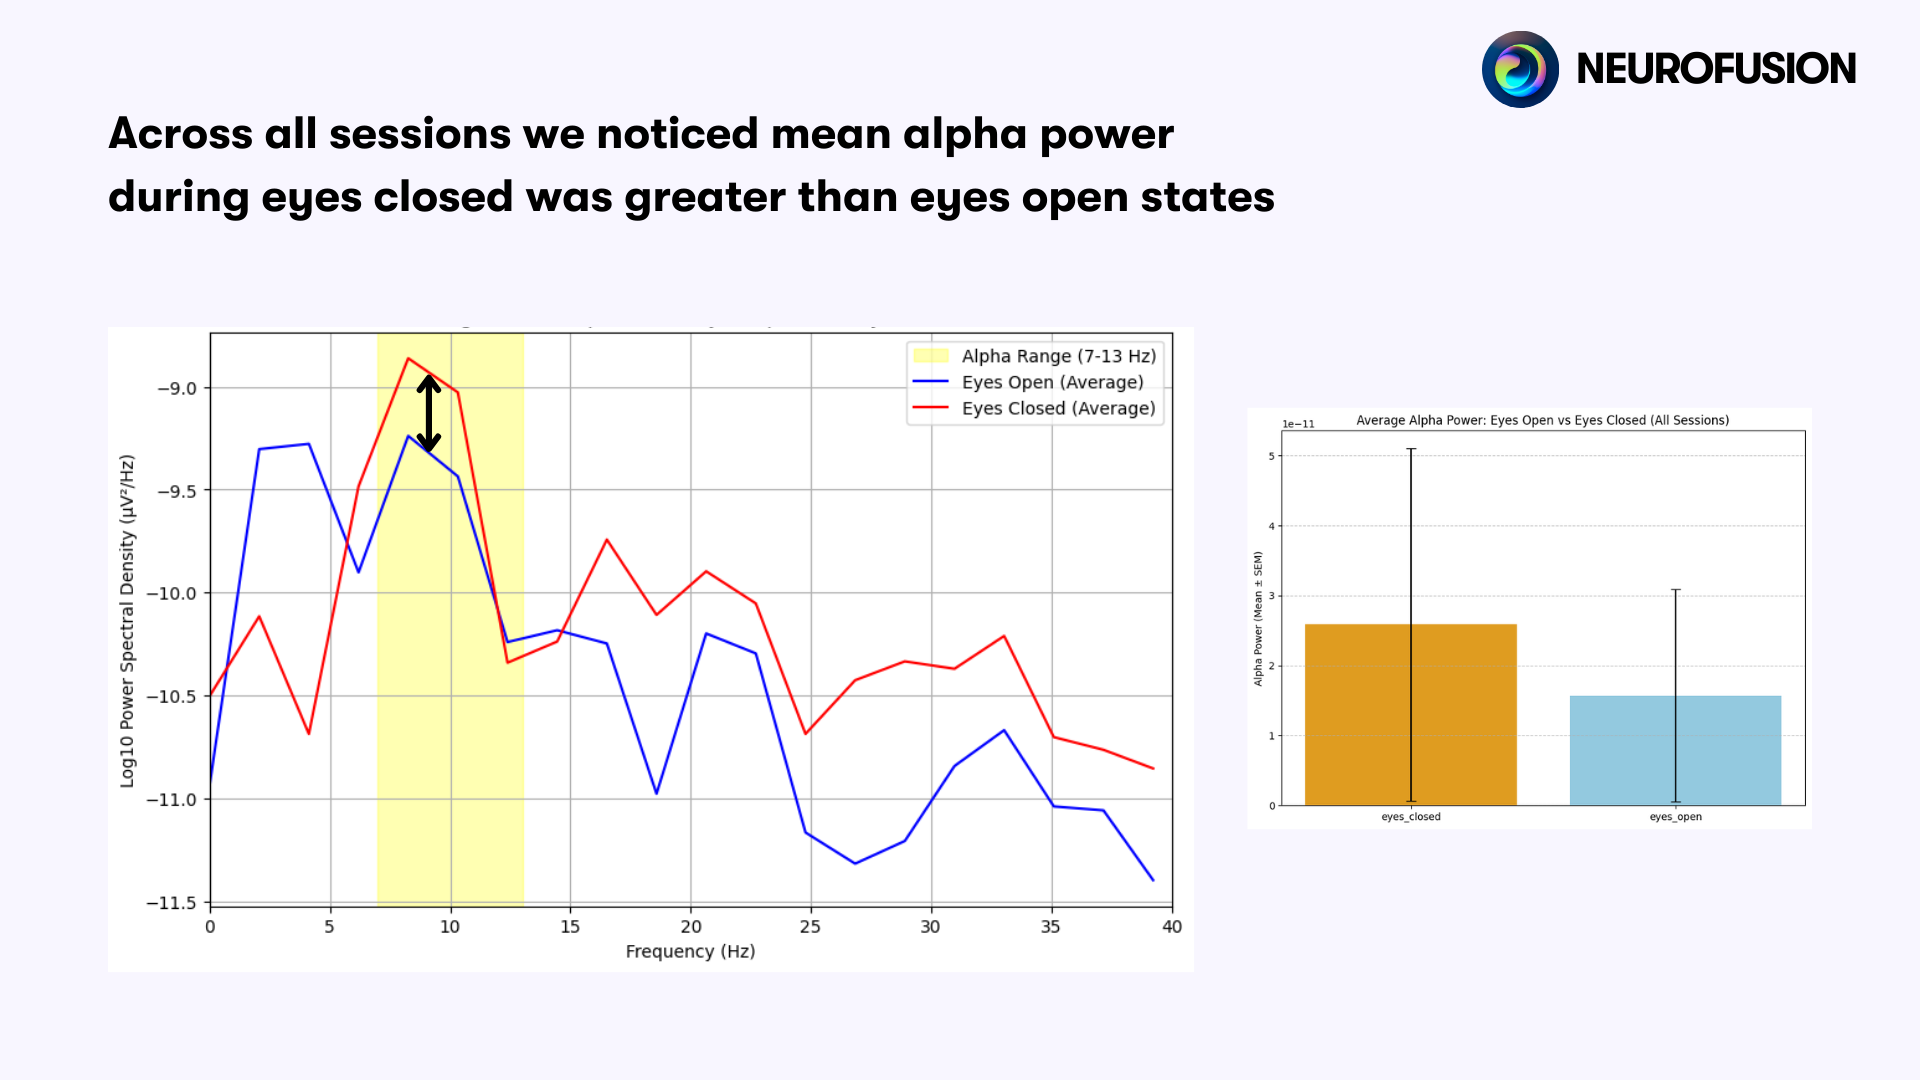 NEUROFUSION
Across all sessions we noticed mean alpha power
during eyes closed was greater than eyes open states
Alpha Range (7-13 Hz)
Eyes Open (Average)
Eyes Closed (Average)
Log10 Power Spectral Density (μV²/Hz)
−9.0
−9.5
−10.0
−10.5
−11.0
−11.5
0 5 10 15 20 25 30 35 40
Frequency (Hz)
Average Alpha Power: Eyes Open vs Eyes Closed (All Sessions)
1e−11
Alpha Power (Mean ± SEM)
5
4
3
2
1
0
eyes_closed eyes_open